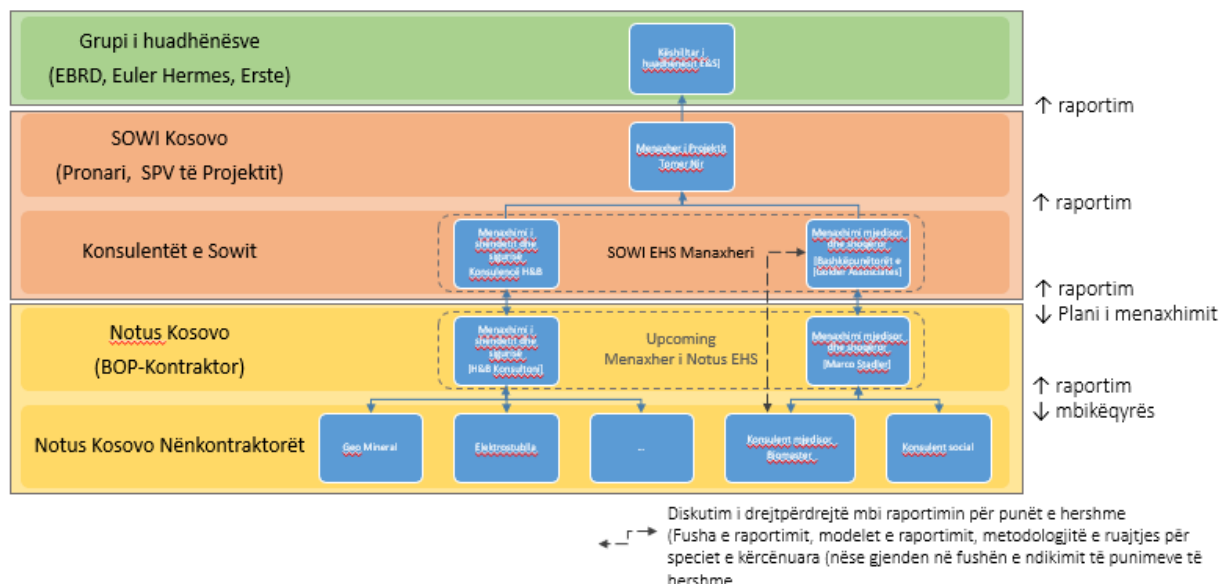 Grupi i huadhënësve
(EBRD, Euler Hermes, Erste)
Këshilltar i
huadhënësit E&S]
↑ raportim
SOWI Kosovo
(Pronari, SPV të Projektit)
Menaxher i Projektit
Tomer Nir
↑ raportim
Konsulentët e Sowit
Menaxhimi i
shëndetit dhe
sigurisë
Konsulencë H&B
SOWI EHS Manaxheri
Menaxhimi mjedisor
dhe shoqëror
[Bashkëpunëtorët e
|Golder Assosciates]
↑ raportim
↓ Plani i menaxhimit
Notus Kosovo
(BOP-Kontraktor)
Menaxhimi i
shëndetit dhe
sigurisë
[H&B Konsultoni]
Upcoming
Menaxher i Notus EHS
Menaxhimi mjedisor
dhe shoqëror
[Marco Stadler]
↑ raportim
↓ mbikëqyrës
Notus Kosovo Nënkontraktorët
Geo Mineral
Elektrostublla
...
Konsulent mjedisor
Biomaster
Konsulent social
Diskutim i drejtpërdrejtë mbi raportimin për punët e hershme
(Fusha e raportimit, modelet e raportimit, metodologjitë e ruajtjes për
speciet e kërcënuara (nëse gjenden në fushën e ndikimit të punimeve të
hershme